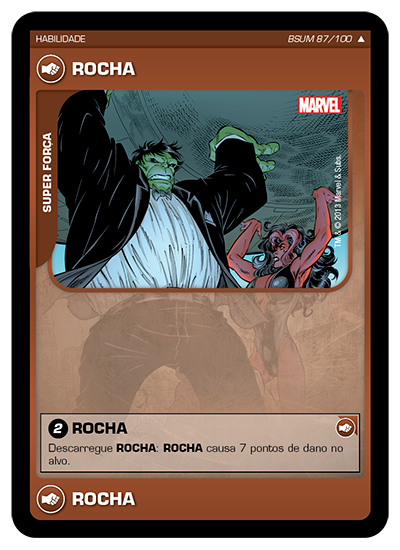 HABILIDADE
BSUM 87/100 ▲
ROCHA
MARVEL
SUPER FORÇA
TM & © 2013 Marvel & Subs.
2 ROCHA
Descarregue ROCHA: ROCHA causa 7 pontos de dano no
alvo.
ROCHA